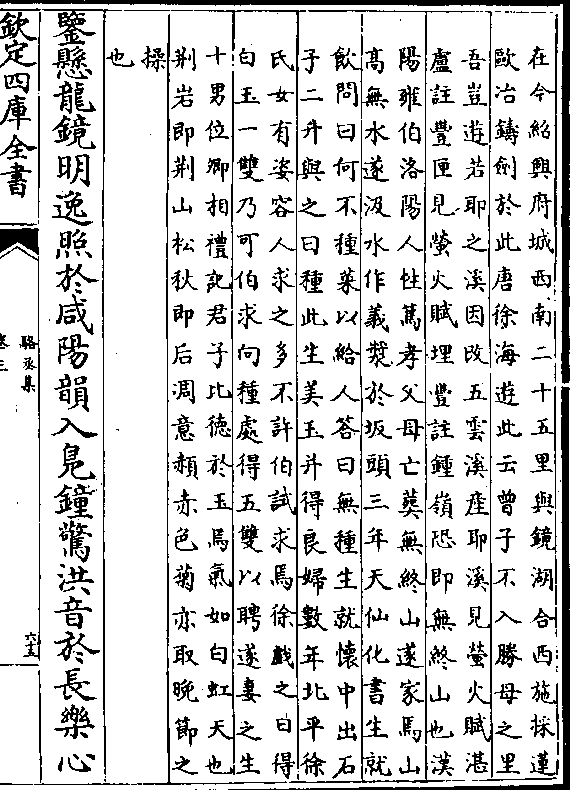 在今紹興府城西南二十五里與鏡湖合西施採蓮
歐冶鑄劍於此唐徐海遊此云曾子不入勝母之里
吾豈遊若耶之溪因改五雲溪産耶溪見螢火賦湛
盧註豐匣見螢火賦埋豐註鍾嶺恐即無終山也漢
陽雍伯洛陽人性篤孝父母亡葬無終山遂家焉山
髙無水遂汲水作義漿於坂頭三年天仙化書生就
飲問曰何不種菜以給人答曰無種生就懷中出石
子二升與之曰種此生美玉并得良婦數年北平徐
氏女有姿容人求之多不許伯試求焉徐戲之曰得
白玉一雙乃可伯求向種處得五雙以聘遂妻之生
十男位卿相禮記君子比徳於玉焉氣如白虹天也
荆岩即荆山松秋即后凋意赬赤色菊亦取晚節之
操
也
鑒懸龍鏡明逸照於咸陽韻入鳬鐘驚洪音於長樂心
欽定四庫全書
駱丞集
卷三
六十五